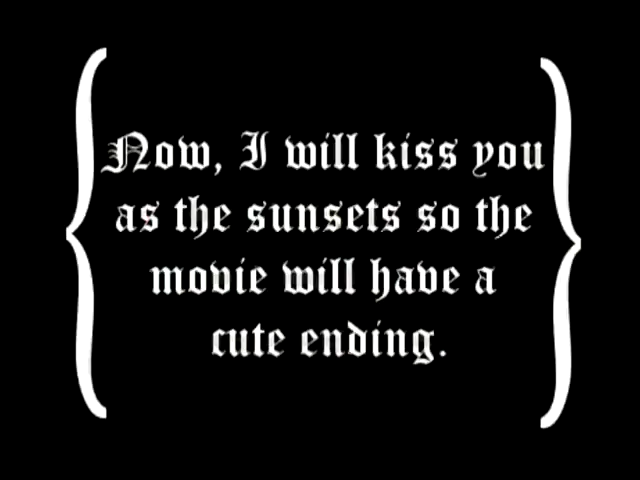 Now, I will kiss you
as the sunsets so the
movie will have a
cute ending.